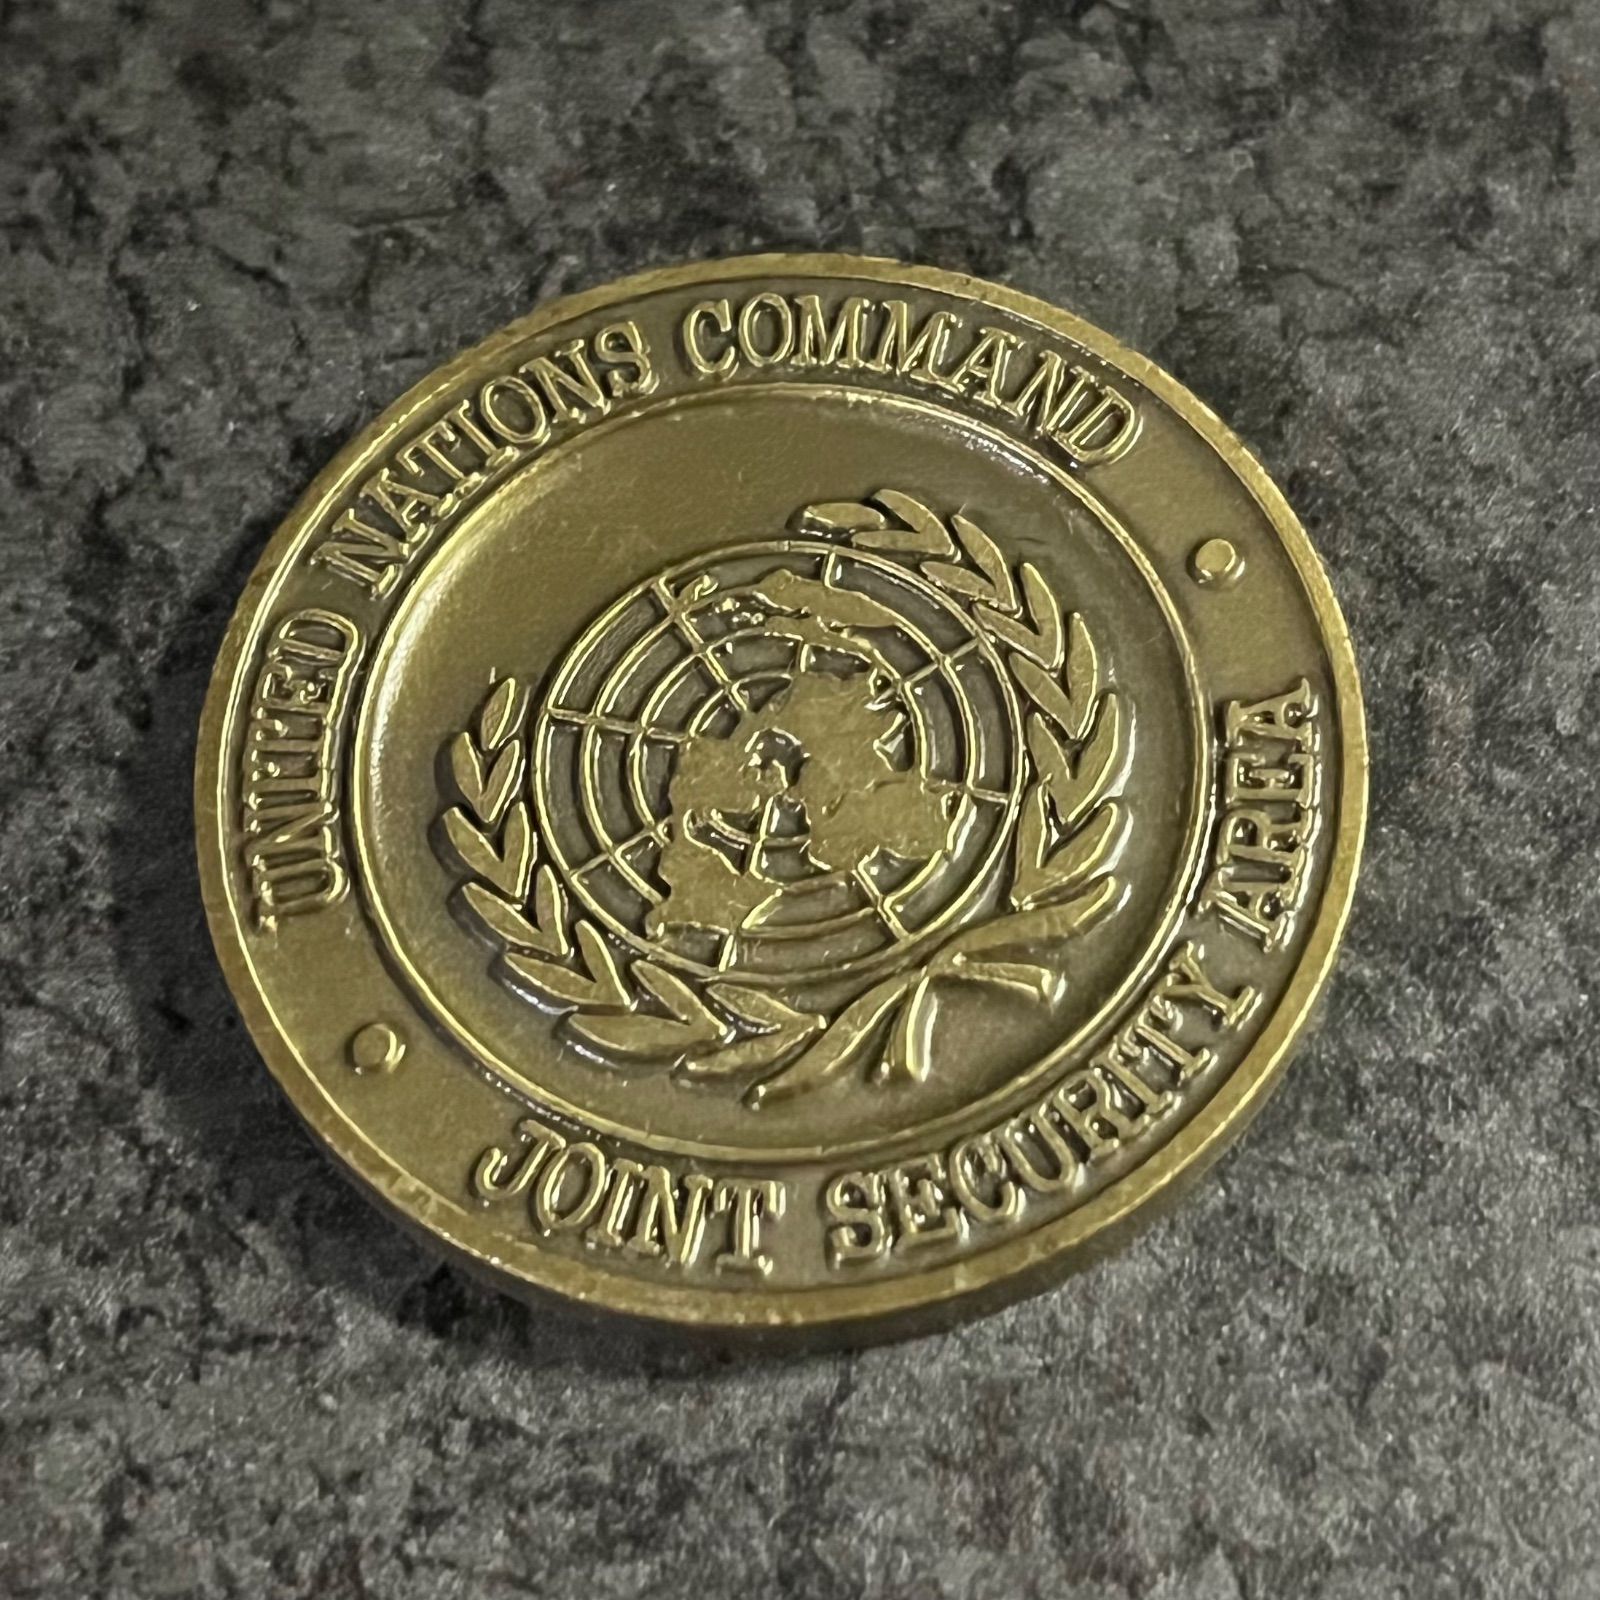 UNITED NATIONS COMMAND
JOINT SECURITY AREA